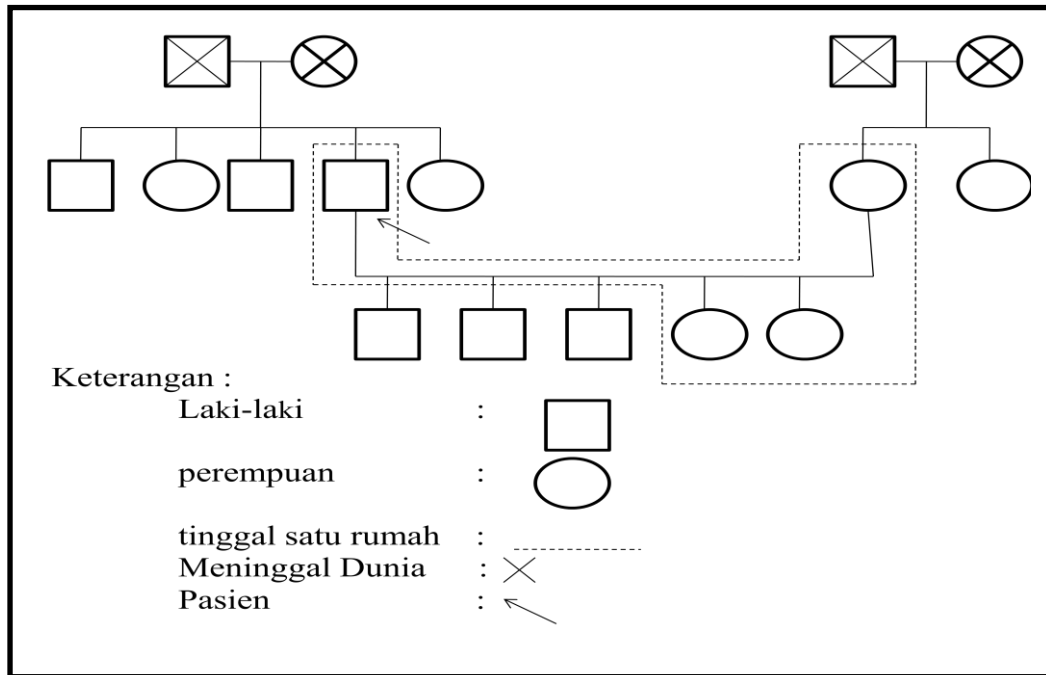 Keterangan :
Laki-laki :
perempuan :
tinggal satu rumah :
Meninggal Dunia :
Pasien :